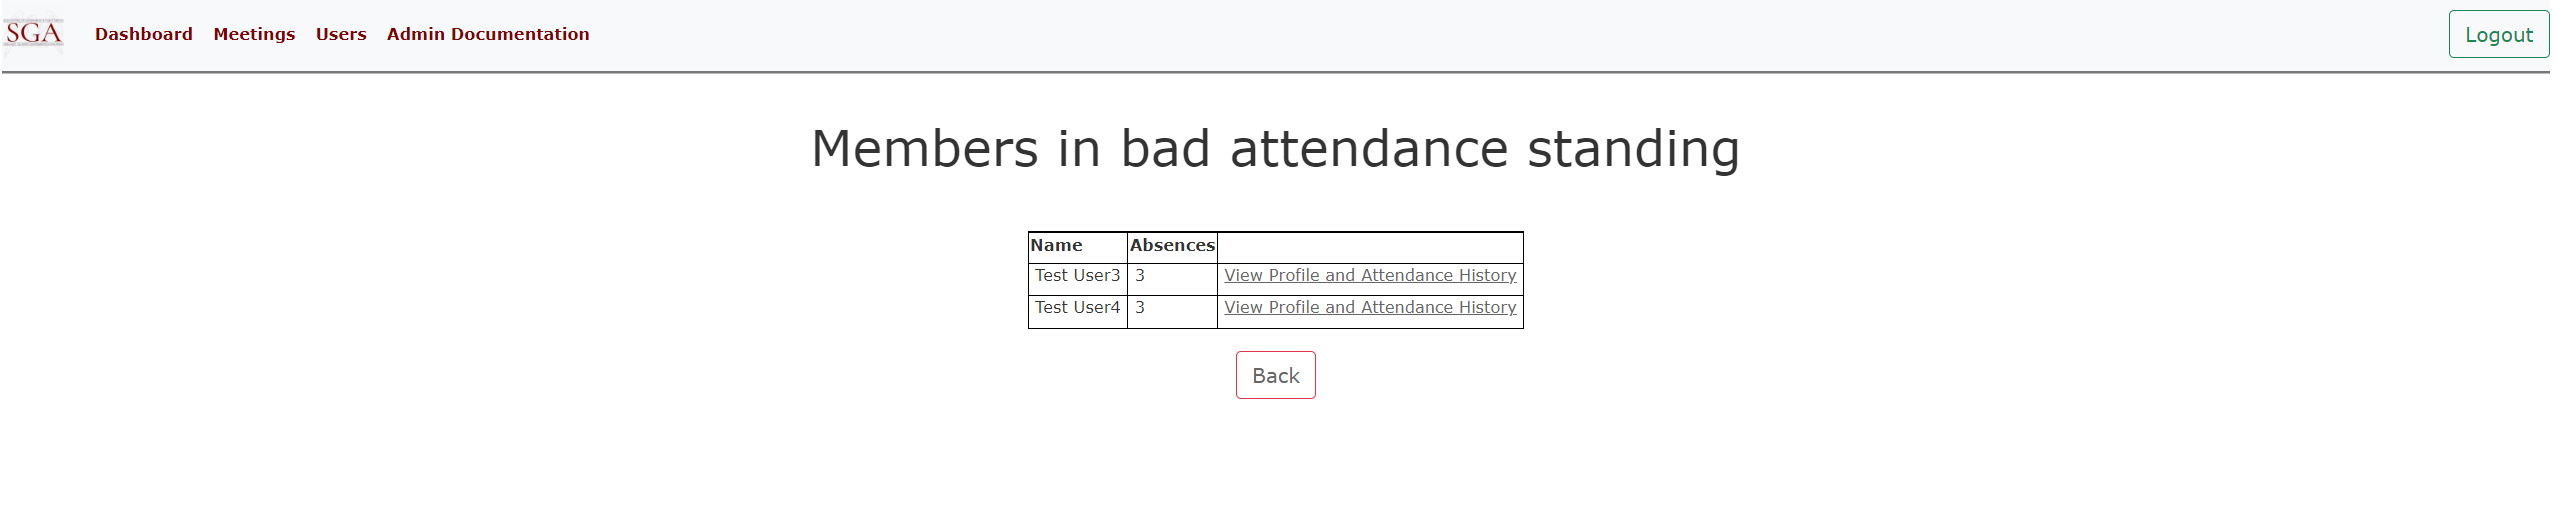 SGA
Dashboard Meetings Users Admin Documentation Logout
Members in bad attendance standing
Name Absences
Test User3 3 View Profile and Attendance History
Test User4 3 View Profile and Attendance History
Back